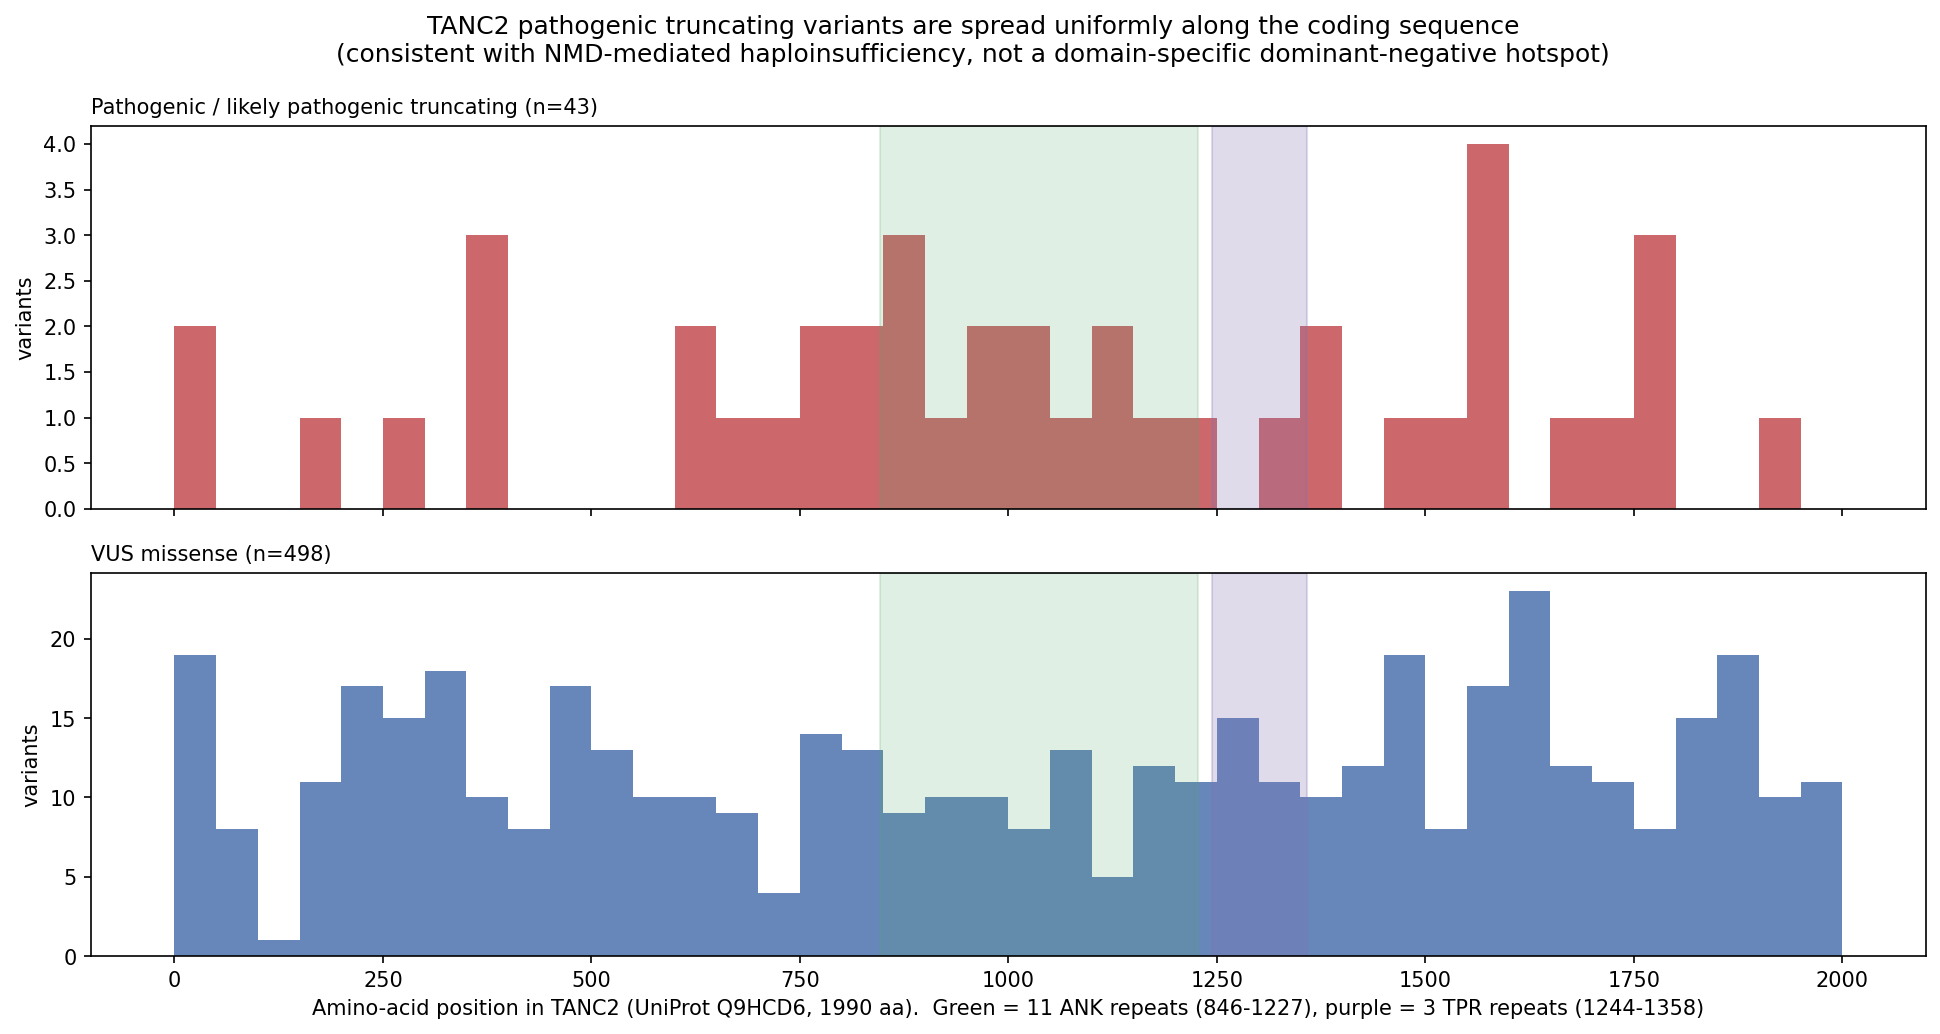 TANC2 pathogenic truncating variants are spread uniformly along the coding sequence
(consistent with NMD-mediated haploinsufficiency, not a domain-specific dominant-negative hotspot)
Pathogenic / likely pathogenic truncating (n=43)
variants
4.0
3.5
3.0
2.5
2.0
1.5
1.0
0.5
0.0
VUS missense (n=498)
variants
20
15
10
5
0
0 250 500 750 1000 1250 1500 1750 2000
Amino-acid position in TANC2 (UniProt Q9HCD6, 1990 aa).  Green = 11 ANK repeats (846-1227), purple = 3 TPR repeats (1244-1358)